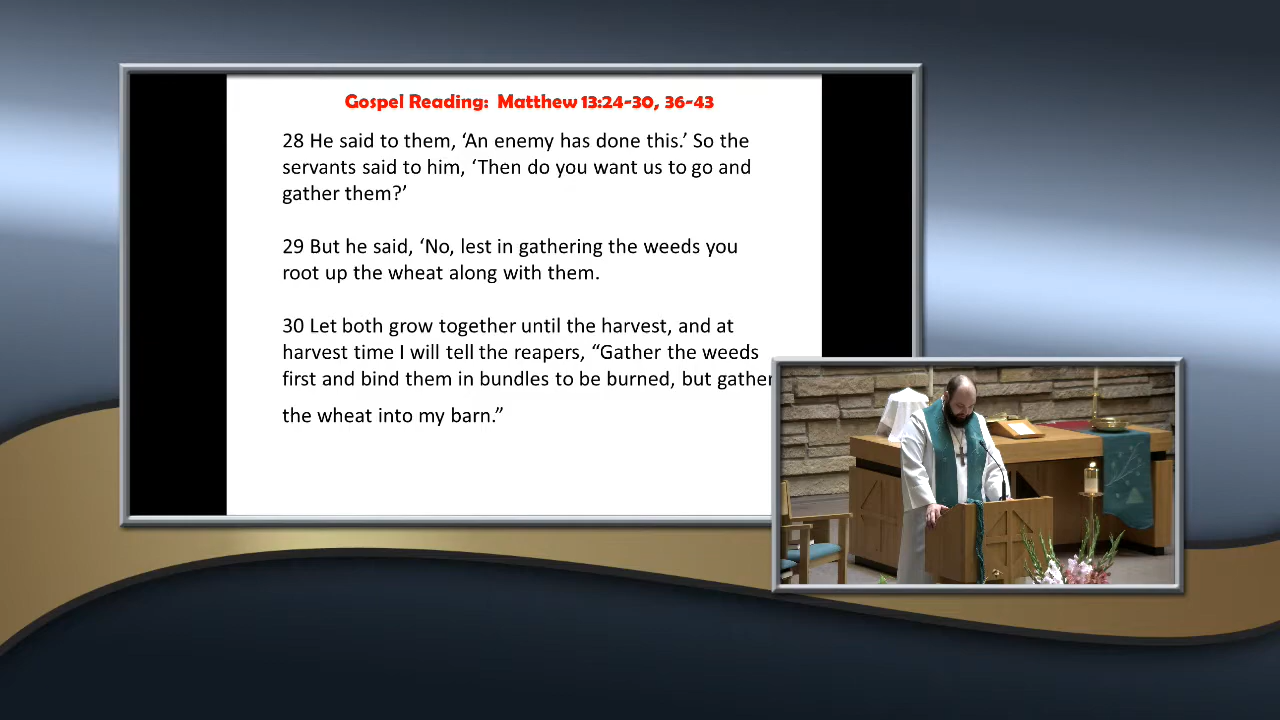 Gospel Reading:  Matthew 13:24-30, 36-43
28 He said to them, ‘An enemy has done this.’ So the
servants said to him, ‘Then do you want us to go and
gather them?’
29 But he said, ‘No, lest in gathering the weeds you
root up the wheat along with them.
30 Let both grow together until the harvest, and at
harvest time I will tell the reapers, “Gather the weeds
first and bind them in bundles to be burned, but gather
the wheat into my barn.”